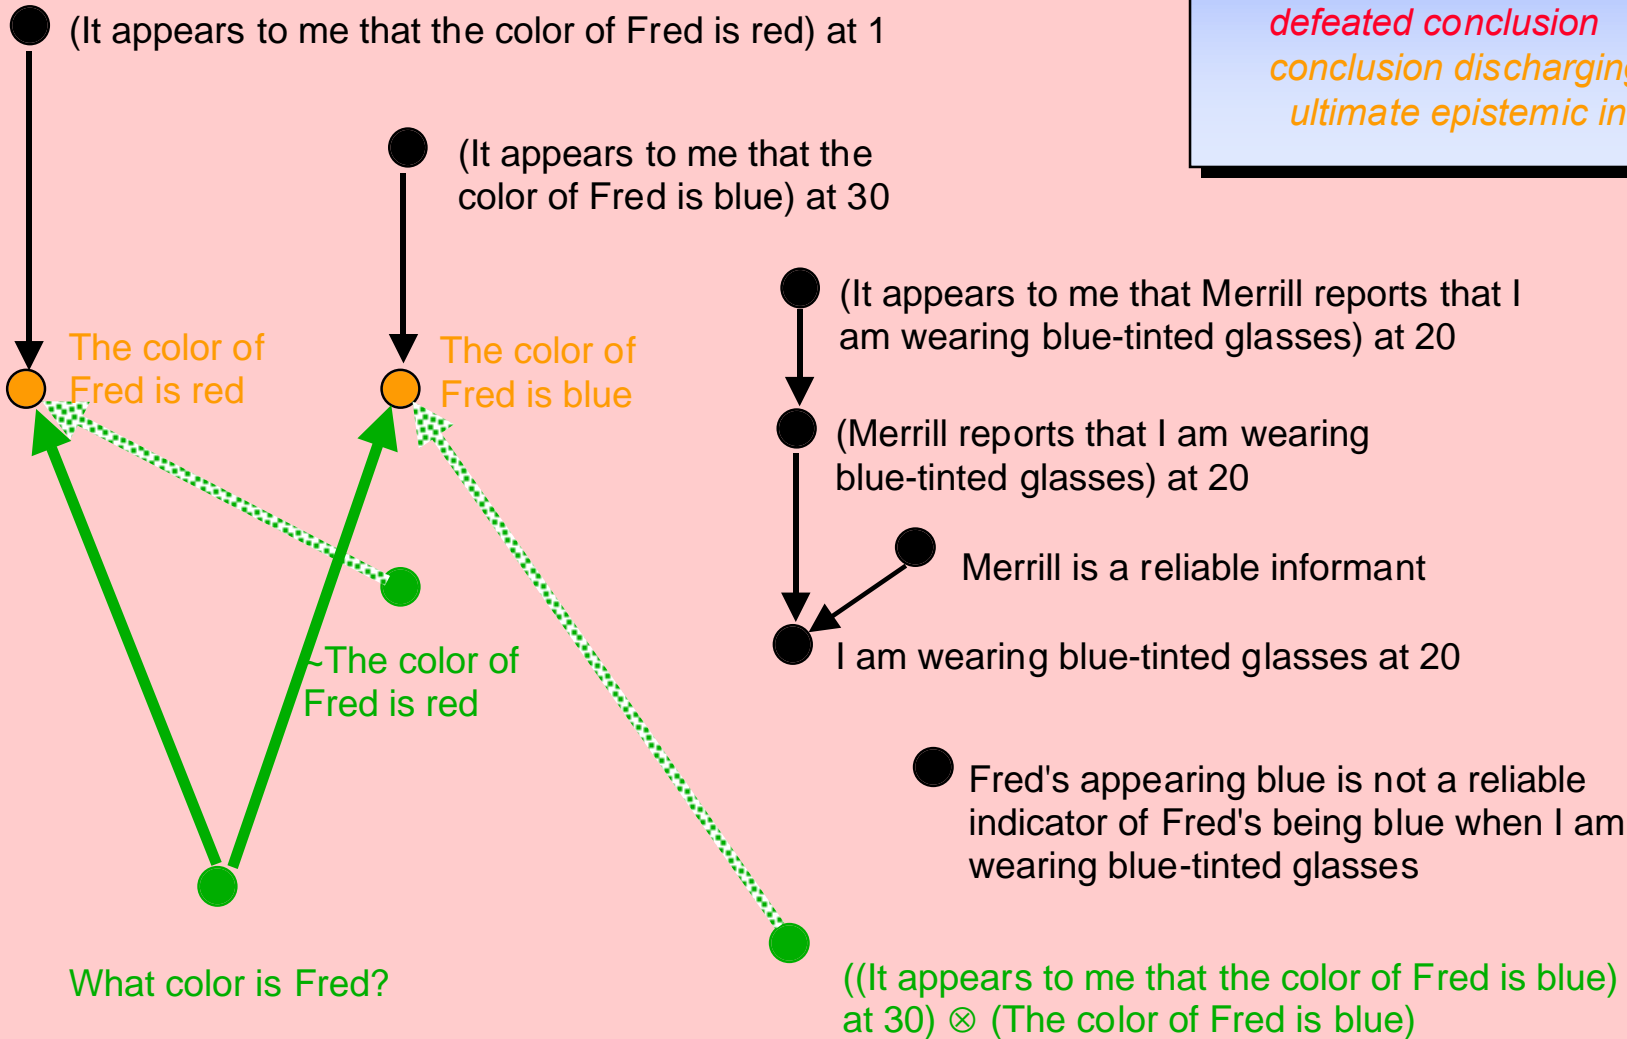 (It appears to me that the color of Fred is red) at 1
defeated conclusion
conclusion discharging
ultimate epistemic in
(It appears to me that the
color of Fred is blue) at 30
(It appears to me that Merrill reports that I
am wearing blue-tinted glasses) at 20
The color of
Fred is red
The color of
Fred is blue
(Merrill reports that I am wearing
blue-tinted glasses) at 20
Merrill is a reliable informant
~The color of
Fred is red
I am wearing blue-tinted glasses at 20
Fred's appearing blue is not a reliable
indicator of Fred's being blue when I am
wearing blue-tinted glasses
What color is Fred?
((It appears to me that the color of Fred is blue)
at 30) ⊗ (The color of Fred is blue)